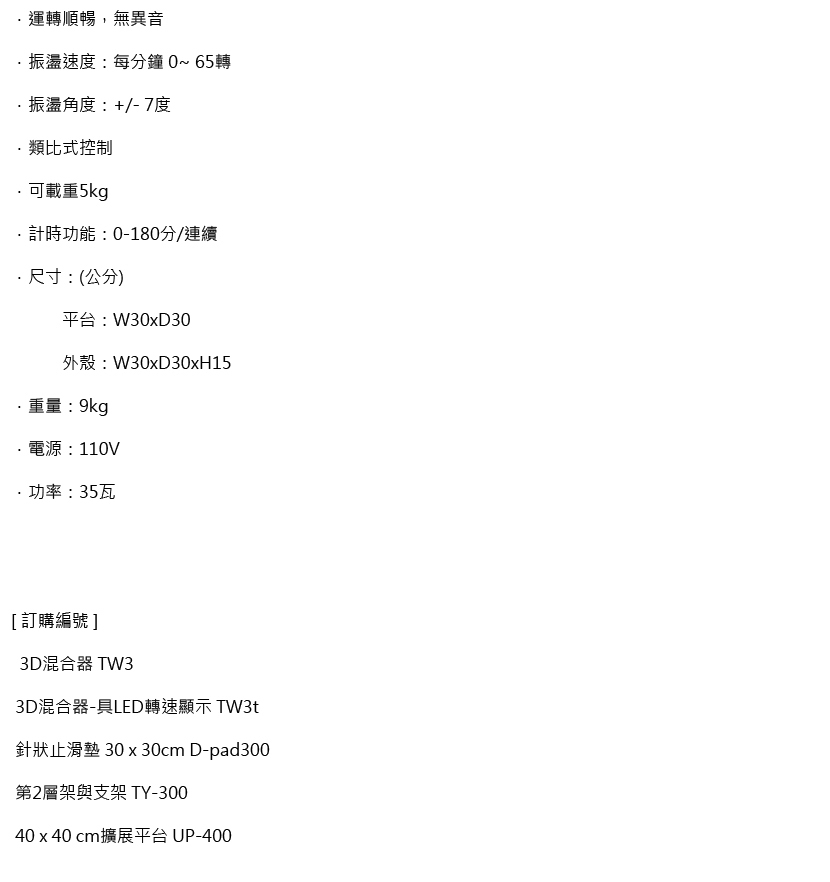 · 運轉順暢，無異音
· 振盪速度：每分鐘 0~ 65轉
· 振盪角度：+/- 7度
· 類比式控制
· 可載重5kg
· 計時功能：0-180分/連續
· 尺寸：(公分)
平台：W30xD30
外殼：W30xD30xH15
· 重量：9kg
· 電源：110V
· 功率：35瓦
[ 訂購編號 ]
3D混合器 TW3
3D混合器-具LED轉速顯示 TW3t
針狀止滑墊 30 x 30cm D-pad300
第2層架與支架 TY-300
40 x 40 cm擴展平台 UP-400